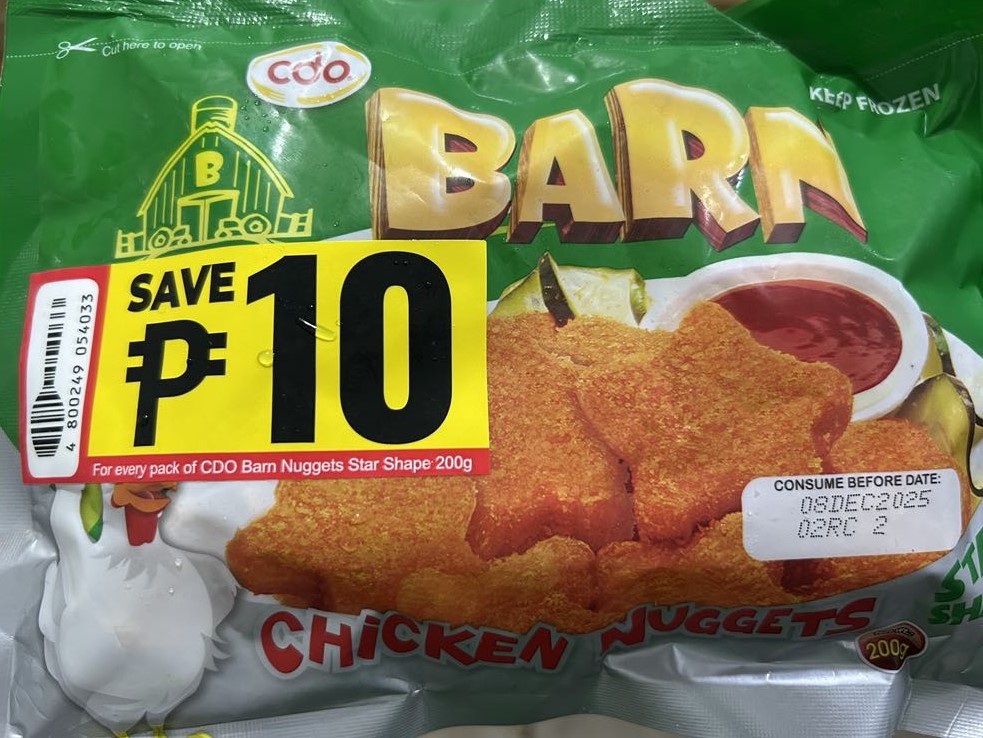 Cut here to open
CDO
BARN
KEEP FROZEN
B
SAVE
₱10
4 800249 054033
For every pack of CDO Barn Nuggets Star Shape 200g
CONSUME BEFORE DATE:
08DEC2025
02RC 2
CHiCKEN NUGGETS
200g